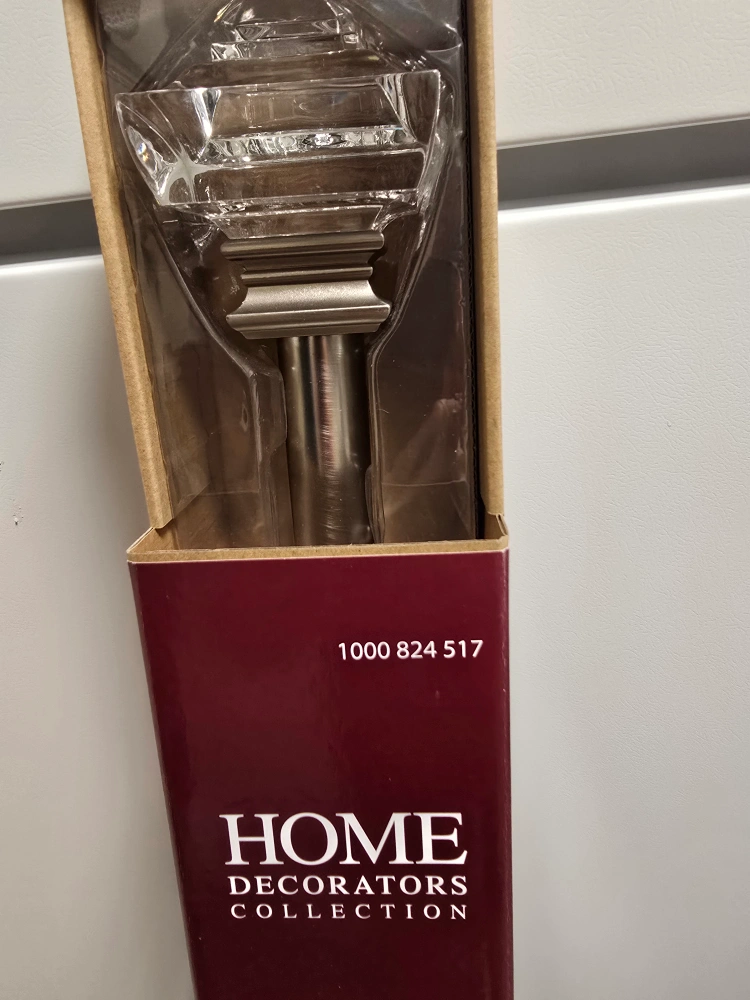 1000 824 517
HOME
DECORATORS
COLLECTION